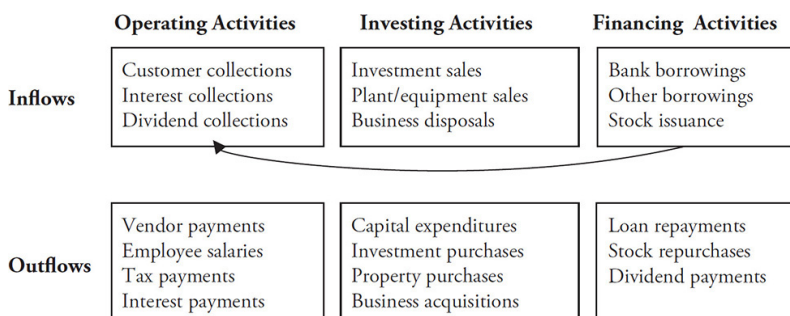 Operating Activities Investing Activities Financing Activities
Inflows
Customer collections
Interest collections
Dividend collections
Investment sales
Plant/equipment sales
Business disposals
Bank borrowings
Other borrowings
Stock issuance
Outflows
Vendor payments
Employee salaries
Tax payments
Interest payments
Capital expenditures
Investment purchases
Property purchases
Business acquisitions
Loan repayments
Stock repurchases
Dividend payments